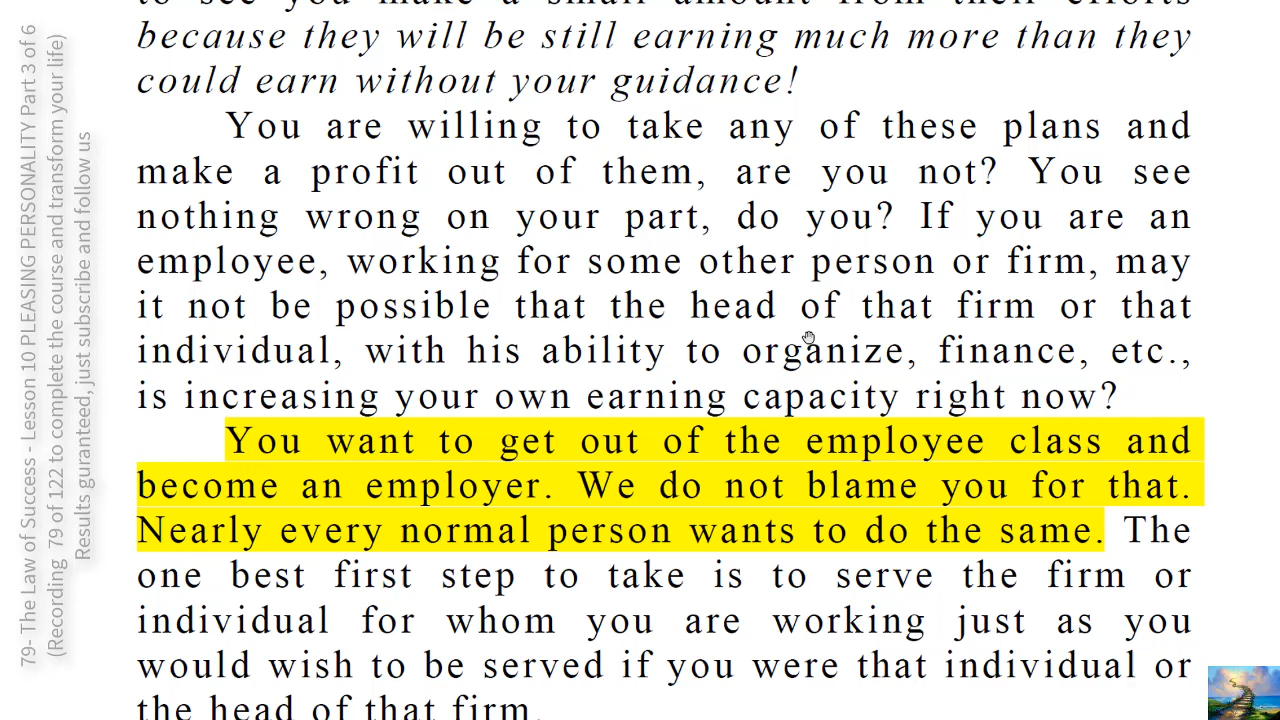 to see you make a small amount from their efforts
because they will be still earning much more than they
could earn without your guidance!
You are willing to take any of these plans and
make a profit out of them, are you not? You see
nothing wrong on your part, do you? If you are an
employee, working for some other person or firm, may
it not be possible that the head of that firm or that
individual, with his ability to organize, finance, etc.,
is increasing your own earning capacity right now?
You want to get out of the employee class and
become an employer. We do not blame you for that.
Nearly every normal person wants to do the same. The
one best first step to take is to serve the firm or
individual for whom you are working just as you
would wish to be served if you were that individual or
the head of that firm.
79- The Law of Success - Lesson 10 PLEASING PERSONALITY Part 3 of 6
(Recording 79 of 122 to complete the course and transform your life)
Results guranteed, just subscribe and follow us